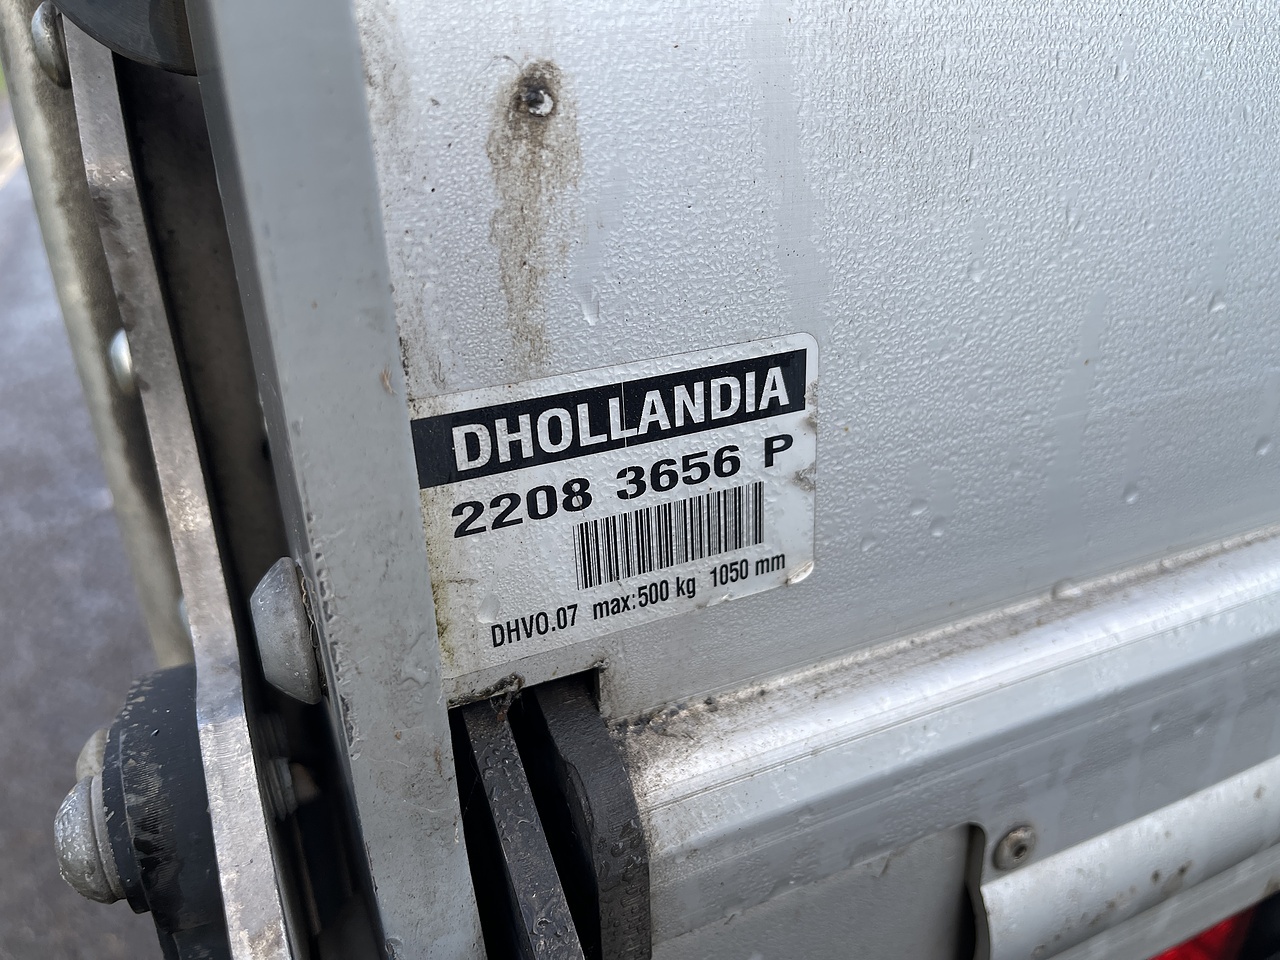 DHOLLANDIA
2208 3656 P
DHV0.07 max:500 kg 1050 mm